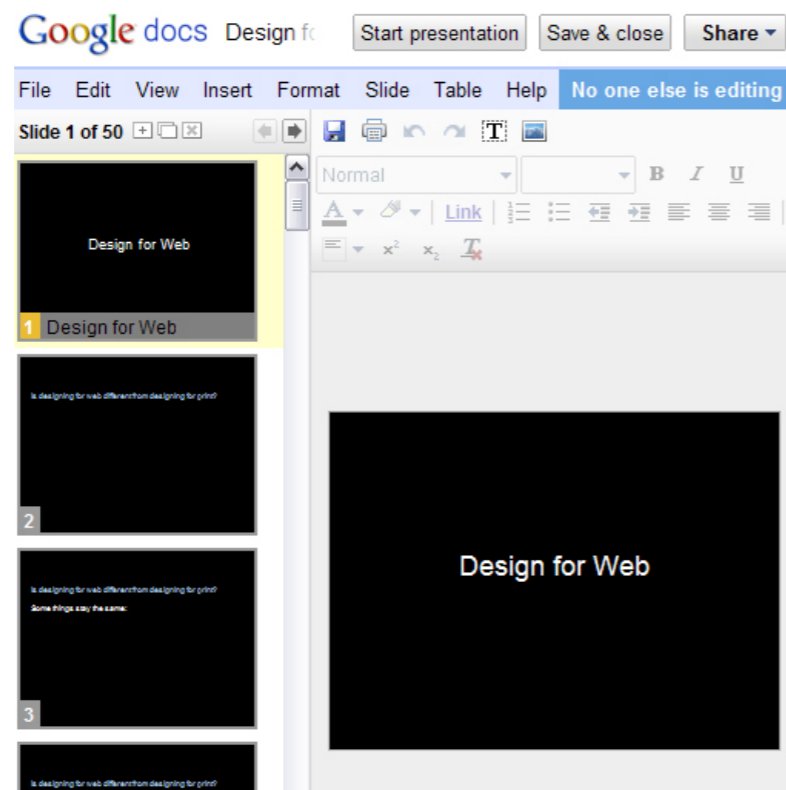 Google docs Design fo
Start presentation
Save & close
Share
File Edit View Insert Format Slide Table Help No one else is editing
Slide 1 of 50
T
Normal
B I U
A Link
x² x₂ T
Design for Web
1 Design for Web
Is designing for web different from designing for print?
2
Is designing for web different from designing for print?
Some things stay the same:
3
Is designing for web different from designing for print?
Design for Web